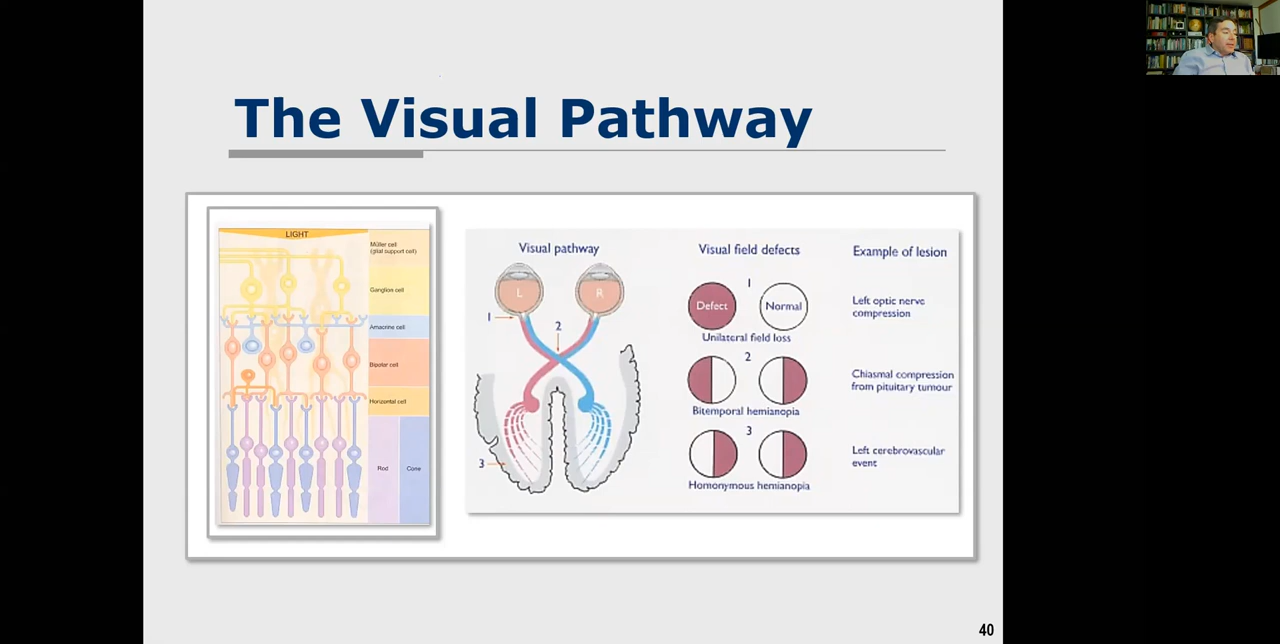 The Visual Pathway
LIGHT
Müller cell
(glial support cell)
Ganglion cell
Amacrine cell
Bipolar cell
Horizontal cell
Rod
Cone
Visual pathway
L
R
1
2
3
Visual field defects
1
Defect
Normal
Unilateral field loss
2
Bitemporal hemianopia
3
Homonymous hemianopia
Example of lesion
Left optic nerve
compression
Chiasmal compression
from pituitary tumour
Left cerebrovascular
event
40